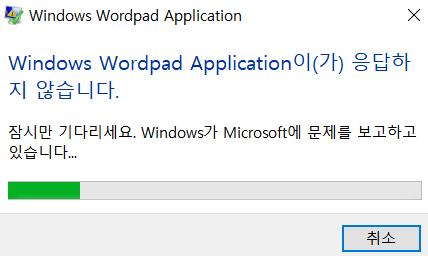 Windows Wordpad Application
Windows Wordpad Application이(가) 응답하
지 않습니다.
잠시만 기다리세요. Windows가 Microsoft에 문제를 보고하고
있습니다...
취소